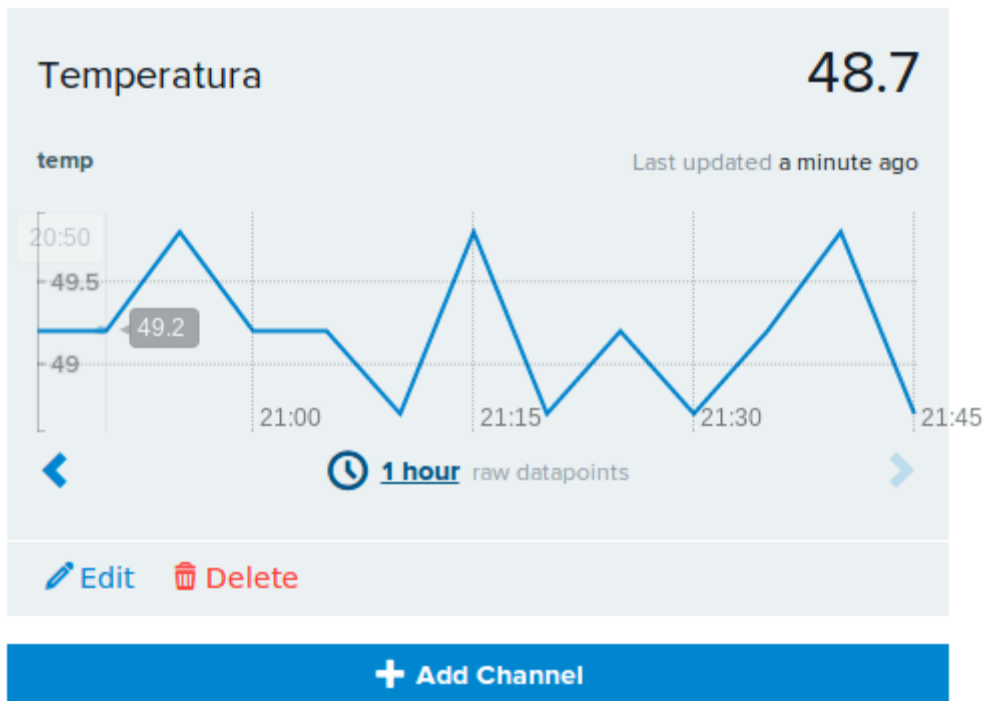 Temperatura 48.7
temp Last updated a minute ago
20:50
49.5
49.2
49
21:00 21:15 21:30 21:45
1 hour raw datapoints
Edit Delete
Add Channel